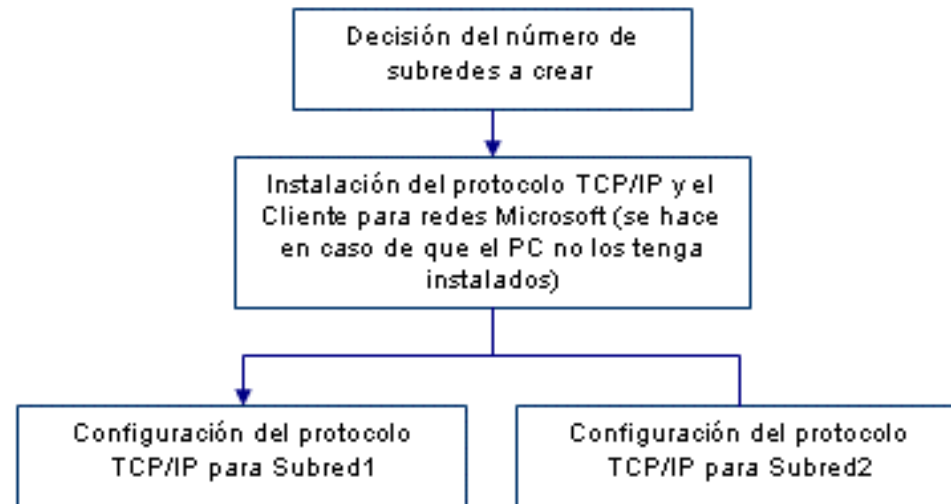 Decisión del número de
subredes a crear
Instalación del protocolo TCP/IP y el
Cliente para redes Microsoft (se hace
en caso de que el PC no los tenga
instalados)
Configuración del protocolo
TCP/IP para Subred1
Configuración del protocolo
TCP/IP para Subred2